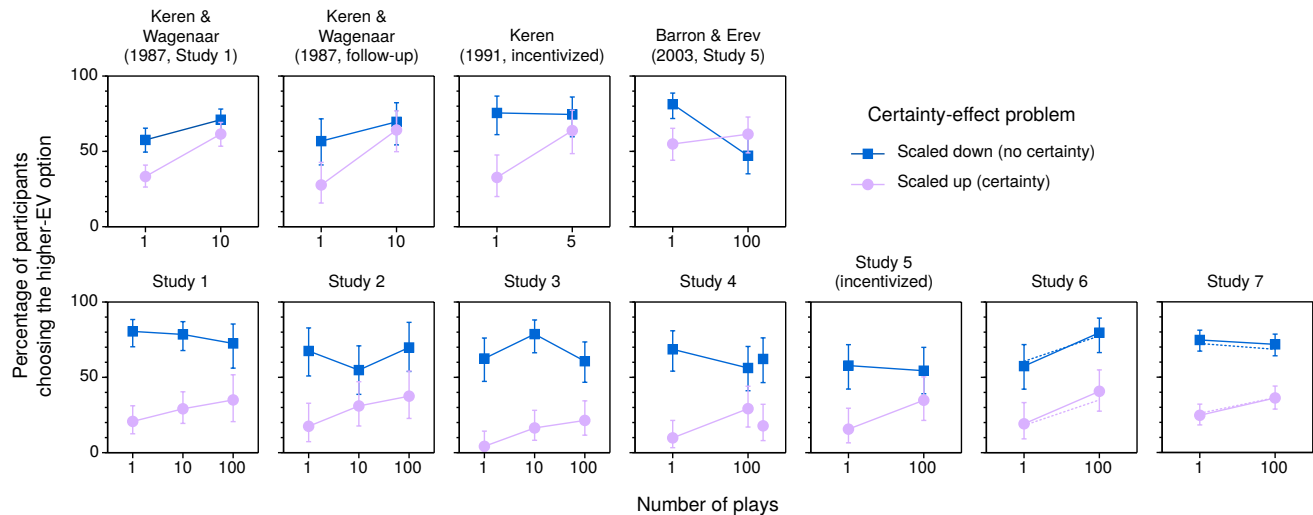 Keren &
Wagenaar
(1987, Study 1)
Keren &
Wagenaar
(1987, follow-up)
Keren
(1991, incentivized)
Barron & Erev
(2003, Study 5)
100
50
0
1 10
1 10
1 5
1 100
Certainty-effect problem
Scaled down (no certainty)
Scaled up (certainty)
Percentage of participants
choosing the higher-EV option
Study 1
Study 2
Study 3
Study 4
Study 5
(incentivized)
Study 6
Study 7
100
50
0
1 10 100
1 10 100
1 10 100
1 100
1 100
1 100
1 100
Number of plays